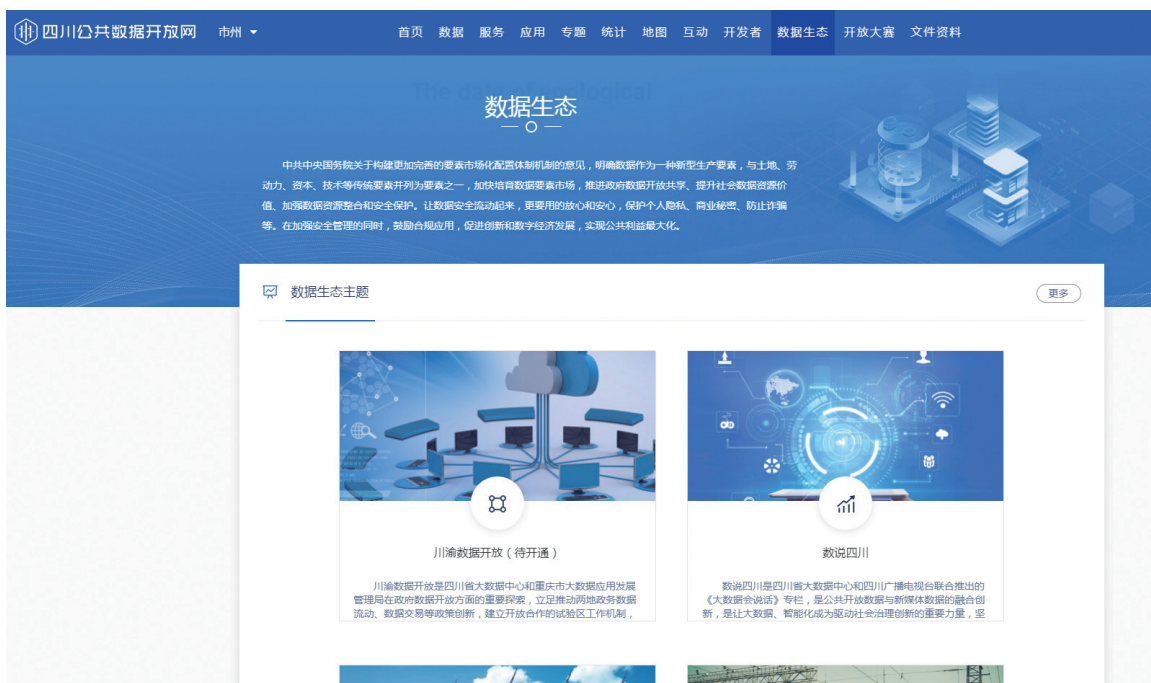 四川公共数据开放网 市州 首页 数据 服务 应用 专题 统计 地图 互动 开发者 数据生态 开放大赛 文件资料
数据生态
中共中央国务院关于构建更加完善的要素市场化配置体制机制的意见，明确数据作为一种新型生产要素，与土地、劳
动力、资本、技术等传统要素并列为要素之一，加快培育数据要素市场，推进政府数据开放共享、提升社会数据资源价
值、加强数据资源整合和安全保护。让数据安全流动起来，更要用的放心和安心，保护个人隐私、商业秘密、防止诈骗
等。在加强安全管理的同时，鼓励合规应用，促进创新和数字经济发展，实现公共利益最大化。
数据生态主题 更多
川渝数据开放（待开通）
川渝数据开放是四川省大数据中心和重庆市大数据应用发展
管理局在政府数据开放方面的重要探索，立足推动两地政务数据
流动、数据交易等政策创新，建立开放合作的试验区工作机制，
数说四川
数说四川是四川省大数据中心和四川广播电视台联合推出的
《大数据会说话》专栏，是公共开放数据与新媒体数据的融合创
新，是让大数据、智能化成为驱动社会治理创新的重要力量，坚